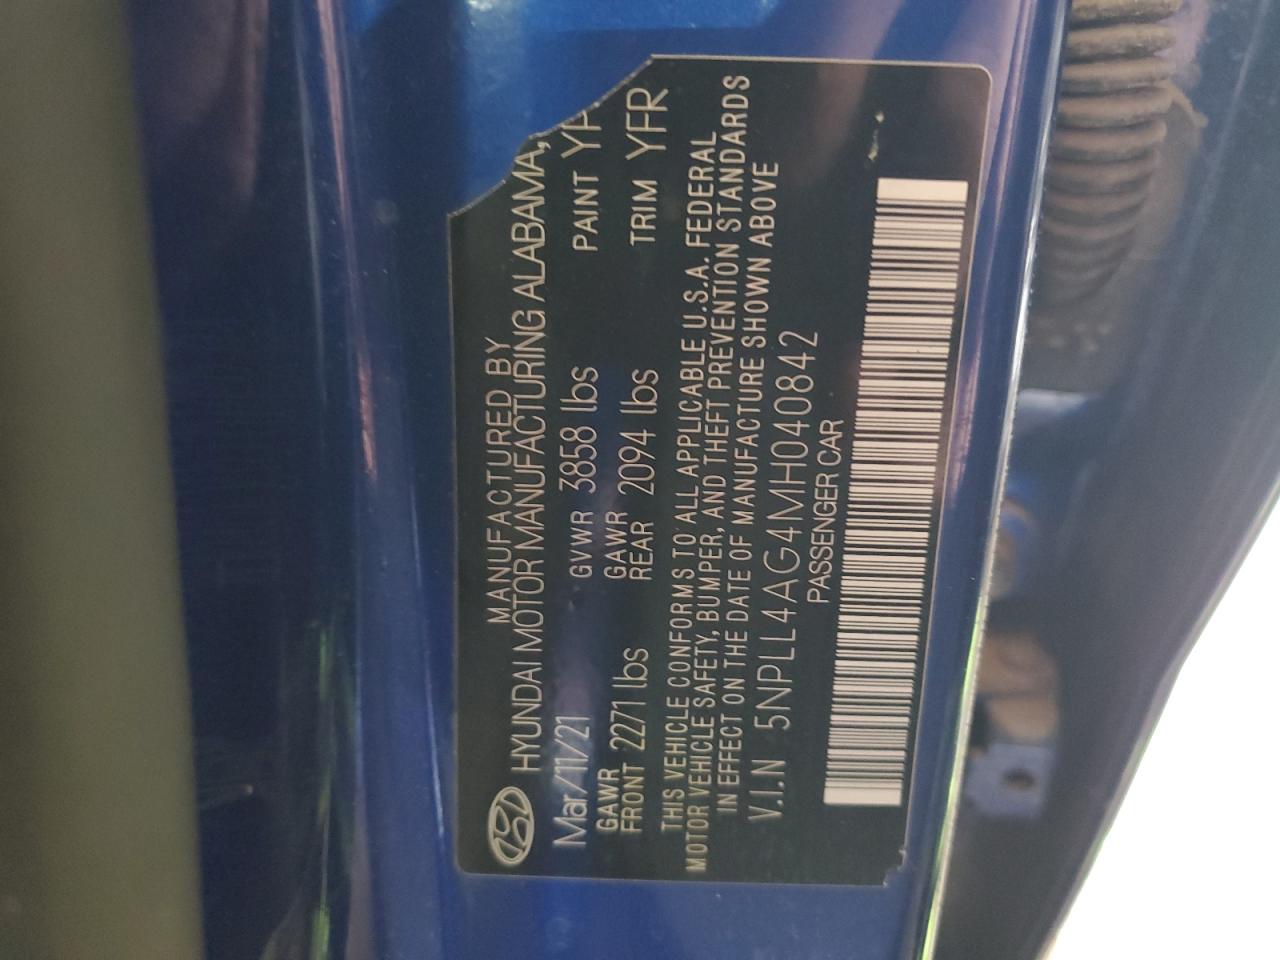 MANUFACTURED BY
HYUNDAI MOTOR MANUFACTURING ALABAMA,
Mar/11/21 GVWR 3858 lbs PAINT
GAWR GAWR
FRONT 2271 lbs REAR 2094 lbs TRIM YFR
THIS VEHICLE CONFORMS TO ALL APPLICABLE U.S.A. FEDERAL
MOTOR VEHICLE SAFETY, BUMPER, AND THEFT PREVENTION STANDARDS
IN EFFECT ON THE DATE OF MANUFACTURE SHOWN ABOVE
V.I.N 5NPLL4AG4MH040842
PASSENGER CAR